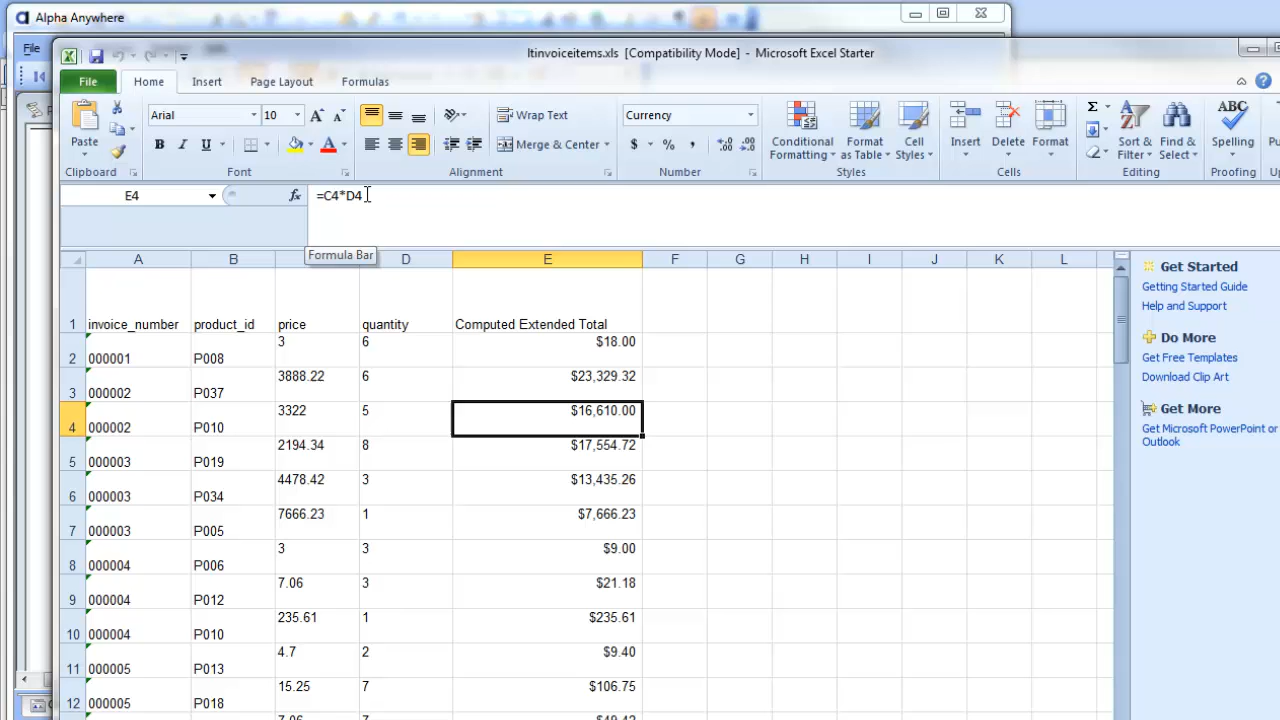 Alpha Anywhere
File
ltinvoiceitems.xls [Compatibility Mode] - Microsoft Excel Starter
File Home Insert Page Layout Formulas
Paste
Arial 10
B I U A
Wrap Text
Merge & Center
Currency
$ % ,
Conditional Formatting
Format as Table
Cell Styles
Insert
Delete
Format
Σ
Sort & Filter
Find & Select
ABC
Spelling
Clipboard Font Alignment Number Styles Cells Editing Proofing
E4 fx =C4*D4
Formula Bar
A B D E F G H I J K L
1 invoice_number product_id price quantity Computed Extended Total
2 000001 P008 3 6 $18.00
3 000002 P037 3888.22 6 $23,329.32
4 000002 P010 3322 5 $16,610.00
5 000003 P019 2194.34 8 $17,554.72
6 000003 P034 4478.42 3 $13,435.26
7 000003 P005 7666.23 1 $7,666.23
8 000004 P006 3 3 $9.00
9 000004 P012 7.06 3 $21.18
10 000004 P010 235.61 1 $235.61
11 000005 P013 4.7 2 $9.40
12 000005 P018 15.25 7 $106.75
Get Started
Getting Started Guide
Help and Support
Do More
Get Free Templates
Download Clip Art
Get More
Get Microsoft PowerPoint or
Outlook